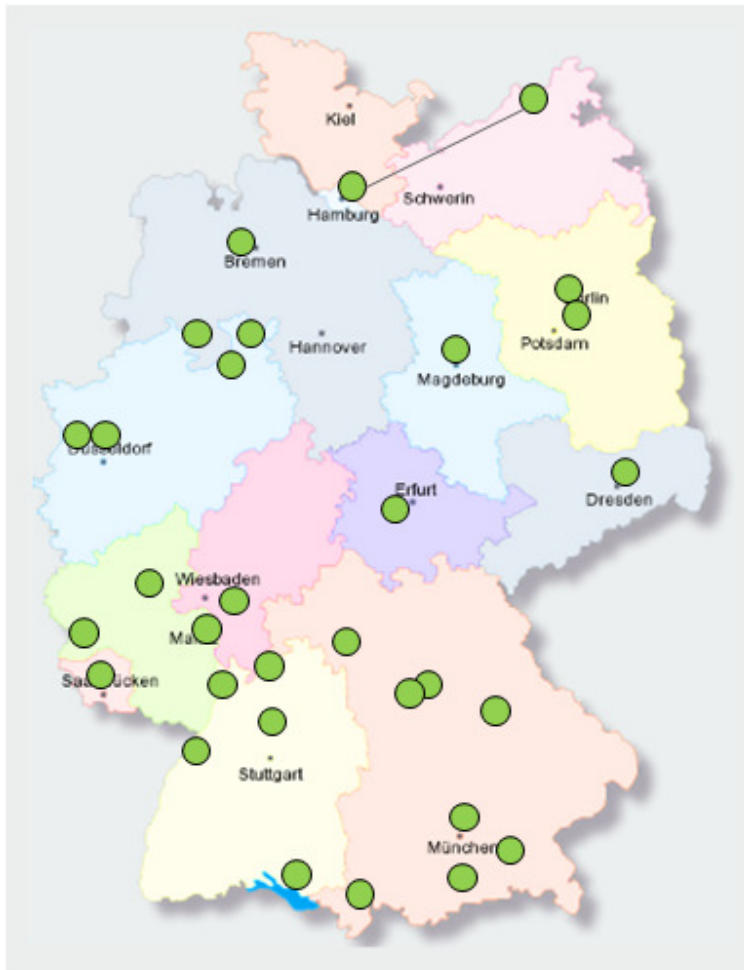 Kiel
Schwerin
Hamburg
Bremen
Hannover
Potsdam
Magdeburg
Erfurt
Dresden
Wiesbaden
Stuttgart